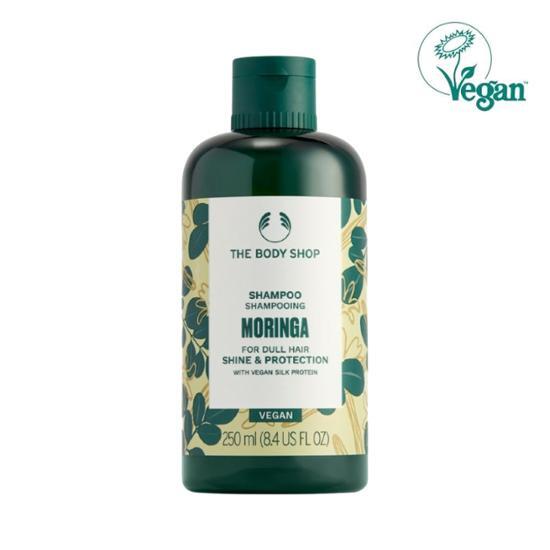 Vegan™
THE BODY SHOP
SHAMPOO
SHAMPOOING
MORINGA
FOR DULL HAIR
SHINE & PROTECTION
WITH VEGAN SILK PROTEIN
VEGAN
250 ml (8.4 US FL OZ)